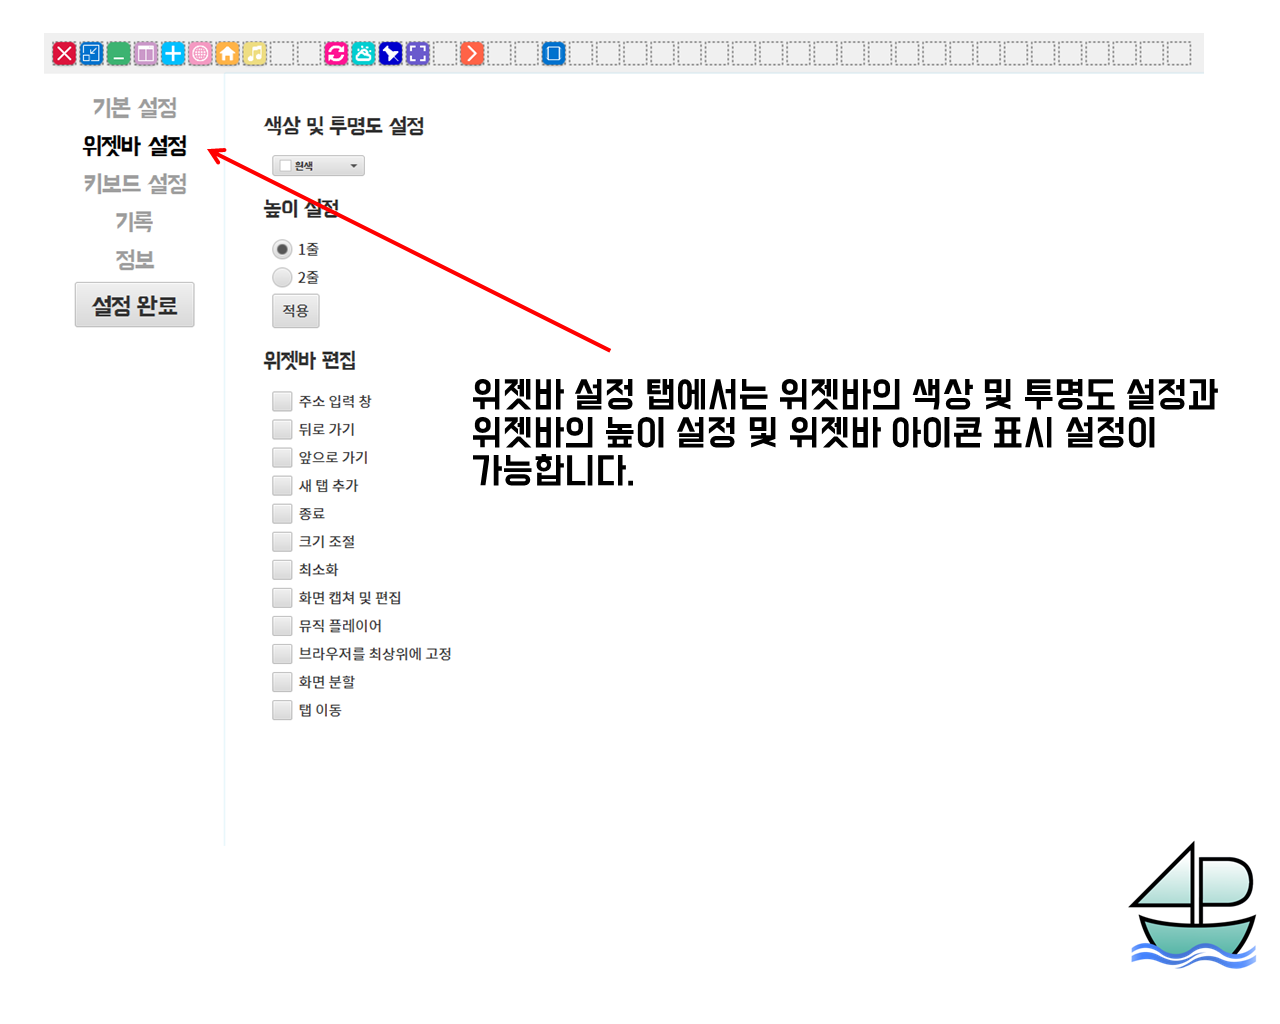 기본 설정
위젯바 설정
키보드 설정
기록
정보
설정 완료
색상 및 투명도 설정
흰색
높이 설정
1줄
2줄
적용
위젯바 편집
주소 입력 창
뒤로 가기
앞으로 가기
새 탭 추가
종료
크기 조절
최소화
화면 캡쳐 및 편집
뮤직 플레이어
브라우저를 최상위에 고정
화면 분할
탭 이동
위젯바 설정 탭에서는 위젯바의 색상 및 투명도 설정과
위젯바의 높이 설정 및 위젯바 아이콘 표시 설정이
가능합니다.